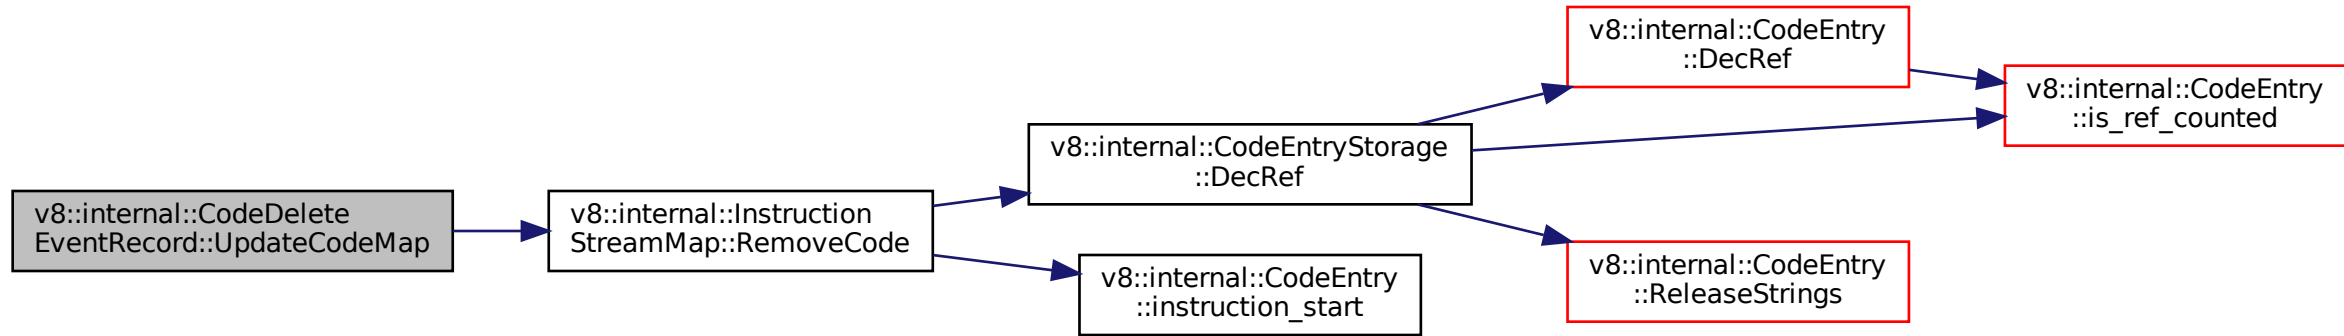 v8::internal::CodeDelete
EventRecord::UpdateCodeMap
v8::internal::Instruction
StreamMap::RemoveCode
v8::internal::CodeEntryStorage
::DecRef
v8::internal::CodeEntry
::instruction_start
v8::internal::CodeEntry
::DecRef
v8::internal::CodeEntry
::is_ref_counted
v8::internal::CodeEntry
::ReleaseStrings